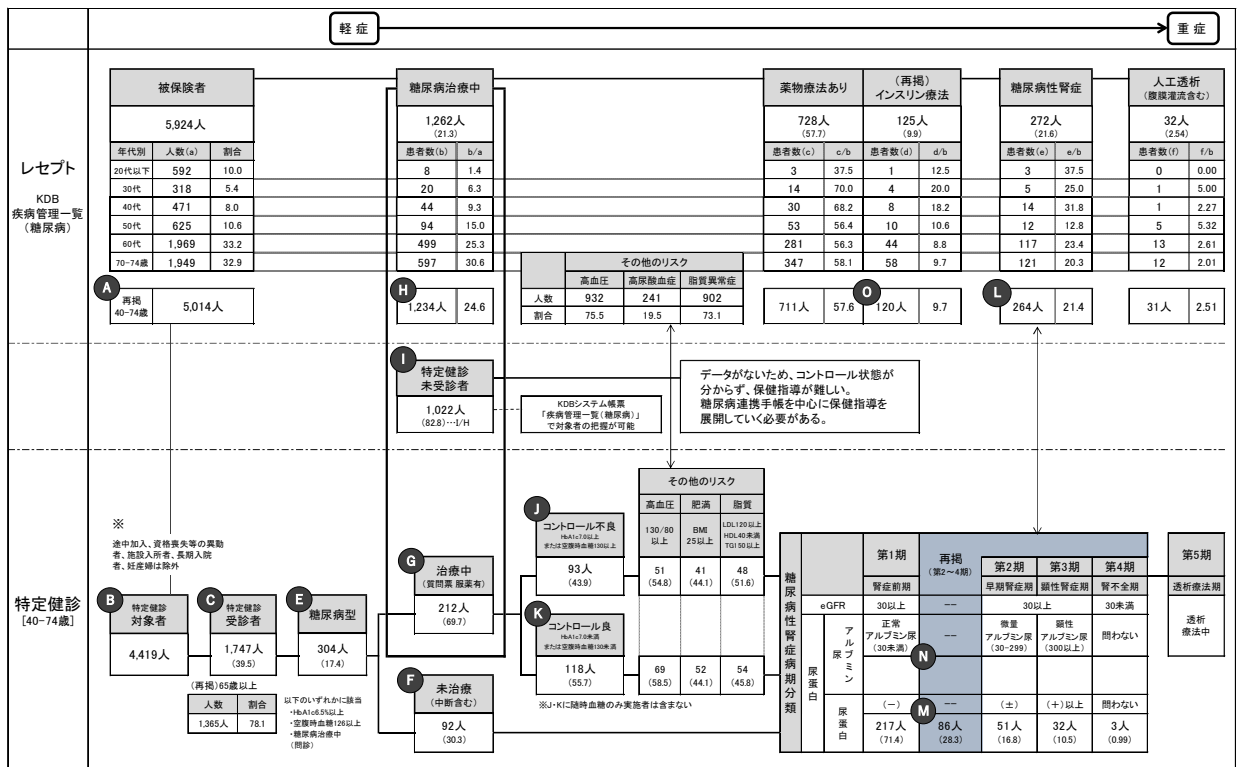 軽症
重症
レセプト
KDB
疾病管理一覧
(糖尿病)
被保険者
5,924人
年代別 人数(a) 割合
20代以下 592 10.0
30代 318 5.4
40代 471 8.0
50代 625 10.6
60代 1,969 33.2
70-74歳 1,949 32.9
A
再掲
40-74歳
5,014人
糖尿病治療中
1,262人
(21.3)
患者数(b) b/a
8 1.4
20 6.3
44 9.3
94 15.0
499 25.3
597 30.6
H
1,234人 24.6
その他のリスク
高血圧 高尿酸血症 脂質異常症
人数 932 241 902
割合 75.5 19.5 73.1
薬物療法あり
728人
(57.7)
患者数(c) c/b
3 37.5
14 70.0
30 68.2
53 56.4
281 56.3
347 58.1
711人 57.6
(再掲)
インスリン療法
125人
(9.9)
患者数(d) d/b
1 12.5
4 20.0
8 18.2
10 10.6
44 8.8
58 9.7
O
120人 9.7
糖尿病性腎症
272人
(21.6)
患者数(e) e/b
3 37.5
5 25.0
14 31.8
12 12.8
117 23.4
121 20.3
L
264人 21.4
人工透析
(腹膜灌流含む)
32人
(2.54)
患者数(f) f/b
0 0.00
1 5.00
1 2.27
5 5.32
13 2.61
12 2.01
31人 2.51
I
特定健診
未受診者
1,022人
(82.8)…I/H
KDBシステム帳票
「疾病管理一覧(糖尿病)」
で対象者の把握が可能
データがないため、コントロール状態が
分からず、保健指導が難しい。
糖尿病連携手帳を中心に保健指導を
展開していく必要がある。
特定健診
[40-74歳]
※
途中加入、資格喪失等の異動
者、施設入所者、長期入院
者、妊産婦は除外
B
特定健診
対象者
4,419人
C
特定健診
受診者
1,747人
(39.5)
(再掲)65歳以上
人数 割合
1,365人 78.1
E
糖尿病型
304人
(17.4)
以下のいずれかに該当
・HbA1c6.5以上
・空腹時血糖126以上
・糖尿病治療中
(問診)
G
治療中
(質問票 服薬有)
212人
(69.7)
F
未治療
(中断含む)
92人
(30.3)
J
コントロール不良
HbA1c7.0以上
または空腹時血糖130以上
93人
(43.9)
K
コントロール良
HbA1c7.0未満
または空腹時血糖130未満
118人
(55.7)
その他のリスク
高血圧 肥満 脂質
130/80
以上
BMI
25以上
LDL120以上
HDL40未満
TG150以上
51 41 48
(54.8) (44.1) (51.6)
69 52 54
(58.5) (44.1) (45.8)
※J・Kに随時血糖のみ実施者は含まない
糖尿病性腎症病期分類
第1期
腎症前期
再掲
(第2~4期)
第2期
早期腎症期
第3期
顕性腎症期
第4期
腎不全期
第5期
透析療法期
透析
療法中
eGFR 30以上 -- 30以上 30未満
尿蛋白
尿アルブミン
正常
アルブミン尿
(30未満)
--
微量
アルブミン尿
(30-299)
顕性
アルブミン尿
(300以上)
問わない
N
尿蛋白
(-) -- (±) (+)以上 問わない
M
217人 86人 51人 32人 3人
(71.4) (28.3) (16.8) (10.5) (0.99)